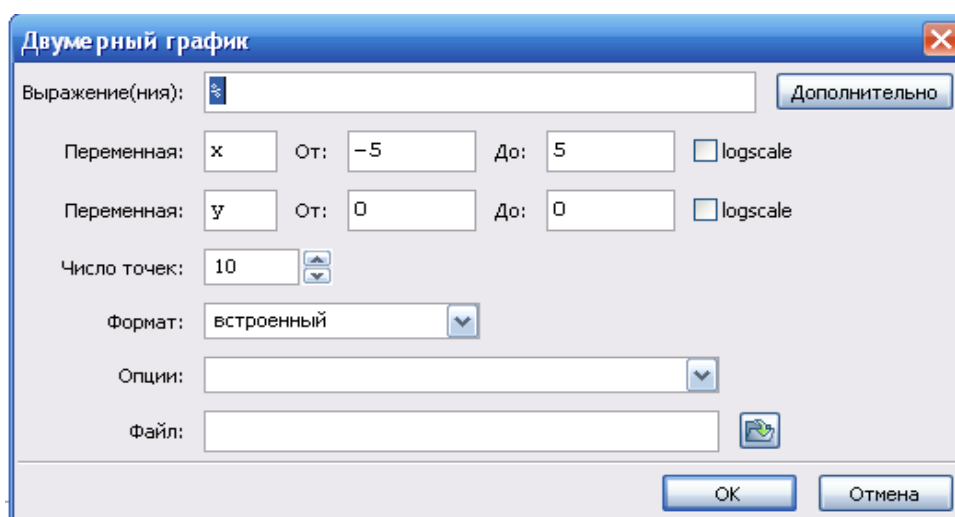 Двумерный график
Выражение(ния): % Дополнительно
Переменная: x От: -5 До: 5 logscale
Переменная: y От: 0 До: 0 logscale
Число точек: 10
Формат: встроенный
Опции:
Файл:
OK Отмена